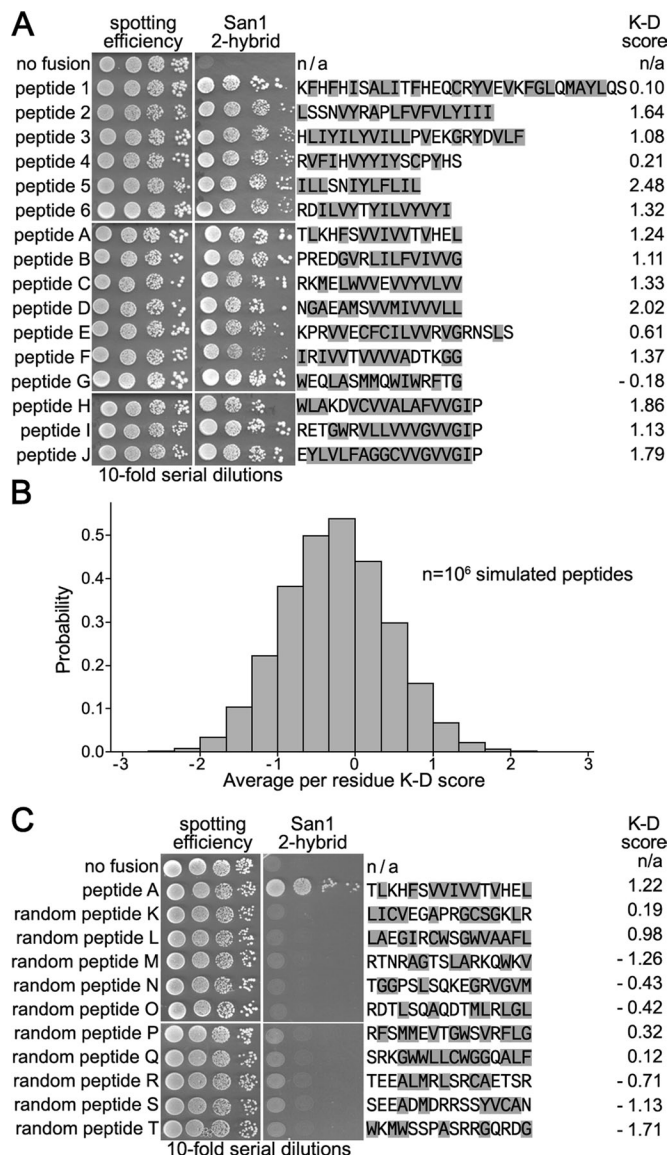 A
spotting efficiency
San1 2-hybrid
K-D score
no fusion n/a n/a
peptide 1 KFHFHISALITFHEQCRYVEVKFGLQMAYLQS 0.10
peptide 2 LSSNVYRAPLFVFVLYIII 1.64
peptide 3 HLIYILYVILLPVEKGRYDVLF 1.08
peptide 4 RVFIHVYYIYSCPYHS 0.21
peptide 5 ILLSNIYLFLIL 2.48
peptide 6 RDILVYTYILVYVYI 1.32
peptide A TLKHFSVVIVVTVHEL 1.24
peptide B PREDGVRLILFVIVVG 1.11
peptide C RKMELWVVEVVYVLVV 1.33
peptide D NGAEAMSVVMIVVVLL 2.02
peptide E KPRVVECFCILVVRVGRNSLS 0.61
peptide F IRIVVTVVVVADTKGG 1.37
peptide G WEQLASMMQWIWRFTG -0.18
peptide H WLAKDVCVVALAFVVGIP 1.86
peptide I RETGWRVLLVVVGVVGIP 1.13
peptide J EYLVLFAGGCVVGVVGIP 1.79
10-fold serial dilutions
B
Probability
0.5
0.4
0.3
0.2
0.1
0.0
n=10⁶ simulated peptides
-3 -2 -1 0 1 2 3
Average per residue K-D score
C
spotting efficiency
San1 2-hybrid
K-D score
no fusion n/a n/a
peptide A TLKHFSVVIVVTVHEL 1.22
random peptide K LICVEGAPRGCSGKLR 0.19
random peptide L LAEGIRCWSGWVAAFL 0.98
random peptide M RTNRAGTSLARKQWKV -1.26
random peptide N TGGPSLSQKEGRVGVM -0.43
random peptide O RDTLSQAQDTMLRLGL -0.42
random peptide P RFSMMEVTGWSVRFLG 0.32
random peptide Q SRKGWWLLCWGGQALF 0.12
random peptide R TEEALMRLSRCAETSR -0.71
random peptide S SEEADMDRRSSYVCAN -1.13
random peptide T WKMWSSPASRRGQRDG -1.71
10-fold serial dilutions